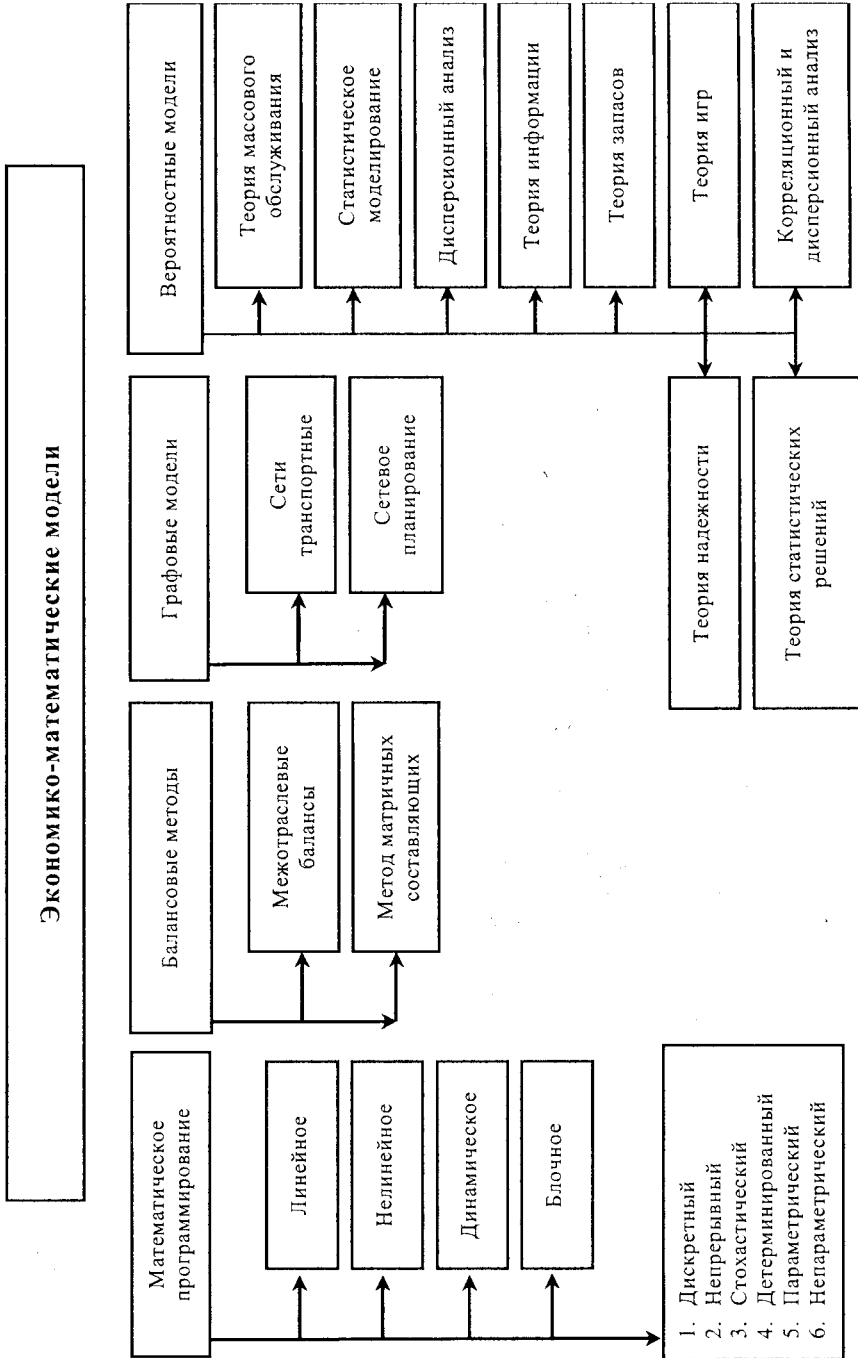 Экономико-математические модели
Математическое
программирование
Линейное
Нелинейное
Динамическое
Блочное
1. Дискретный
2. Непрерывный
3. Стохастический
4. Детерминированный
5. Параметрический
6. Непараметрический
Балансовые методы
Межотраслевые
балансы
Метод матричных
составляющих
Графовые модели
Сети
транспортные
Сетевое
планирование
Вероятностные модели
Теория массового
обслуживания
Статистическое
моделирование
Дисперсионный анализ
Теория информации
Теория запасов
Теория надежности
Теория игр
Теория статистических
решений
Корреляционный и
дисперсионный анализ